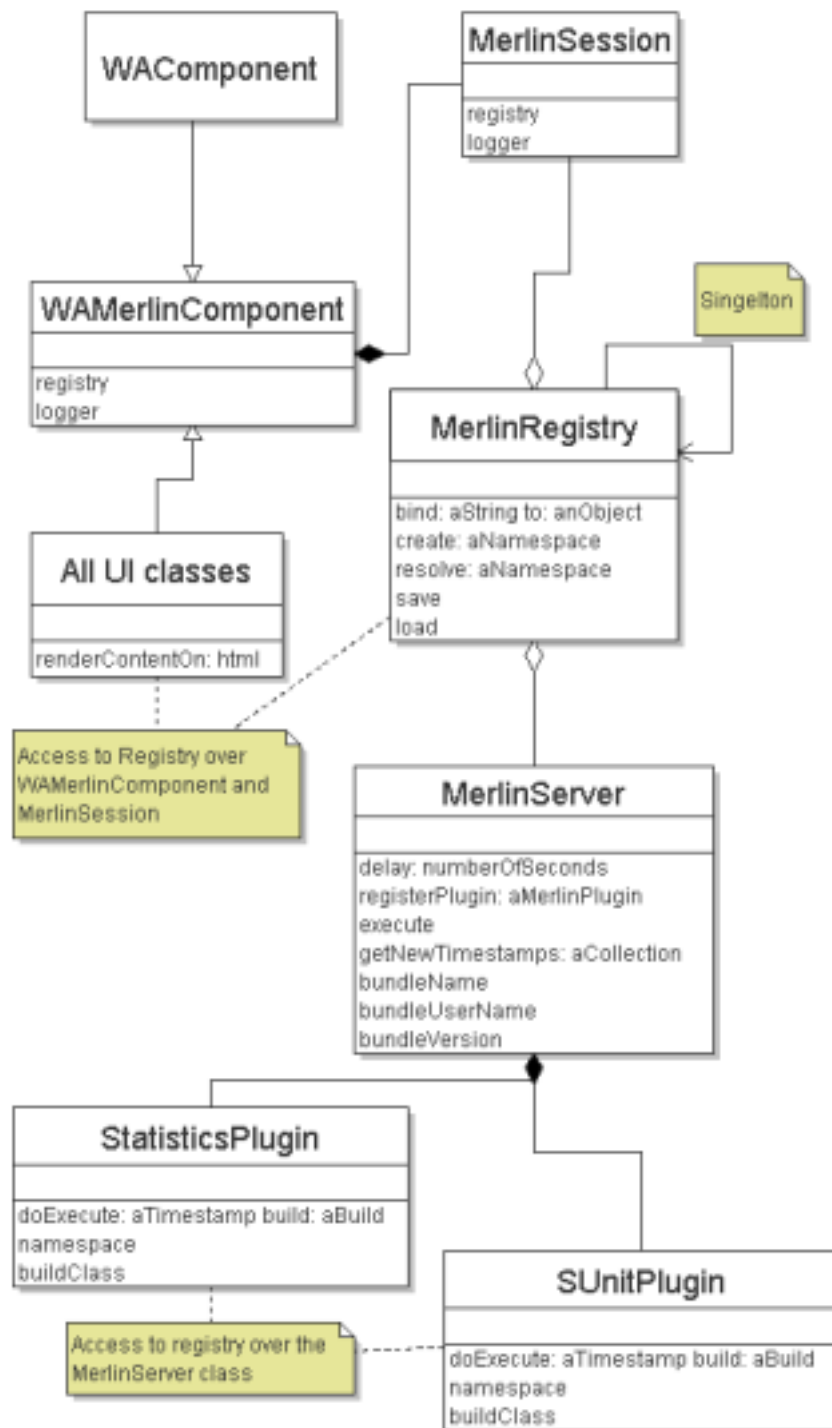 WAComponent
MerlinSession
registry
logger
Singelton
WAMerlinComponent
registry
logger
MerlinRegistry
bind: aString to: anObject
create: aNamespace
resolve: aNamespace
save
load
All UI classes
renderContentOn: html
Access to Registry over
WAMerlinComponent and
MerlinSession
MerlinServer
delay: numberOfSeconds
registerPlugin: aMerlinPlugin
execute
getNewTimestamps: aCollection
bundleName
bundleUserName
bundleVersion
StatisticsPlugin
doExecute: aTimestamp build: aBuild
namespace
buildClass
SUnitPlugin
doExecute: aTimestamp build: aBuild
namespace
buildClass
Access to registry over the
MerlinServer class